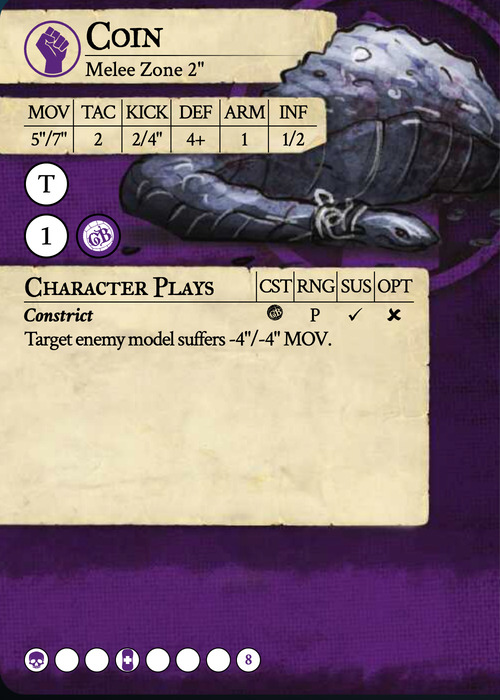 Coin
Melee Zone 2"
MOV TAC KICK DEF ARM INF
5"/7" 2 2/4" 4+ 1 1/2
T
1 GB
Character Plays CST RNG SUS OPT
Constrict GB P ✓ ✘
Target enemy model suffers -4"/-4" MOV.
8